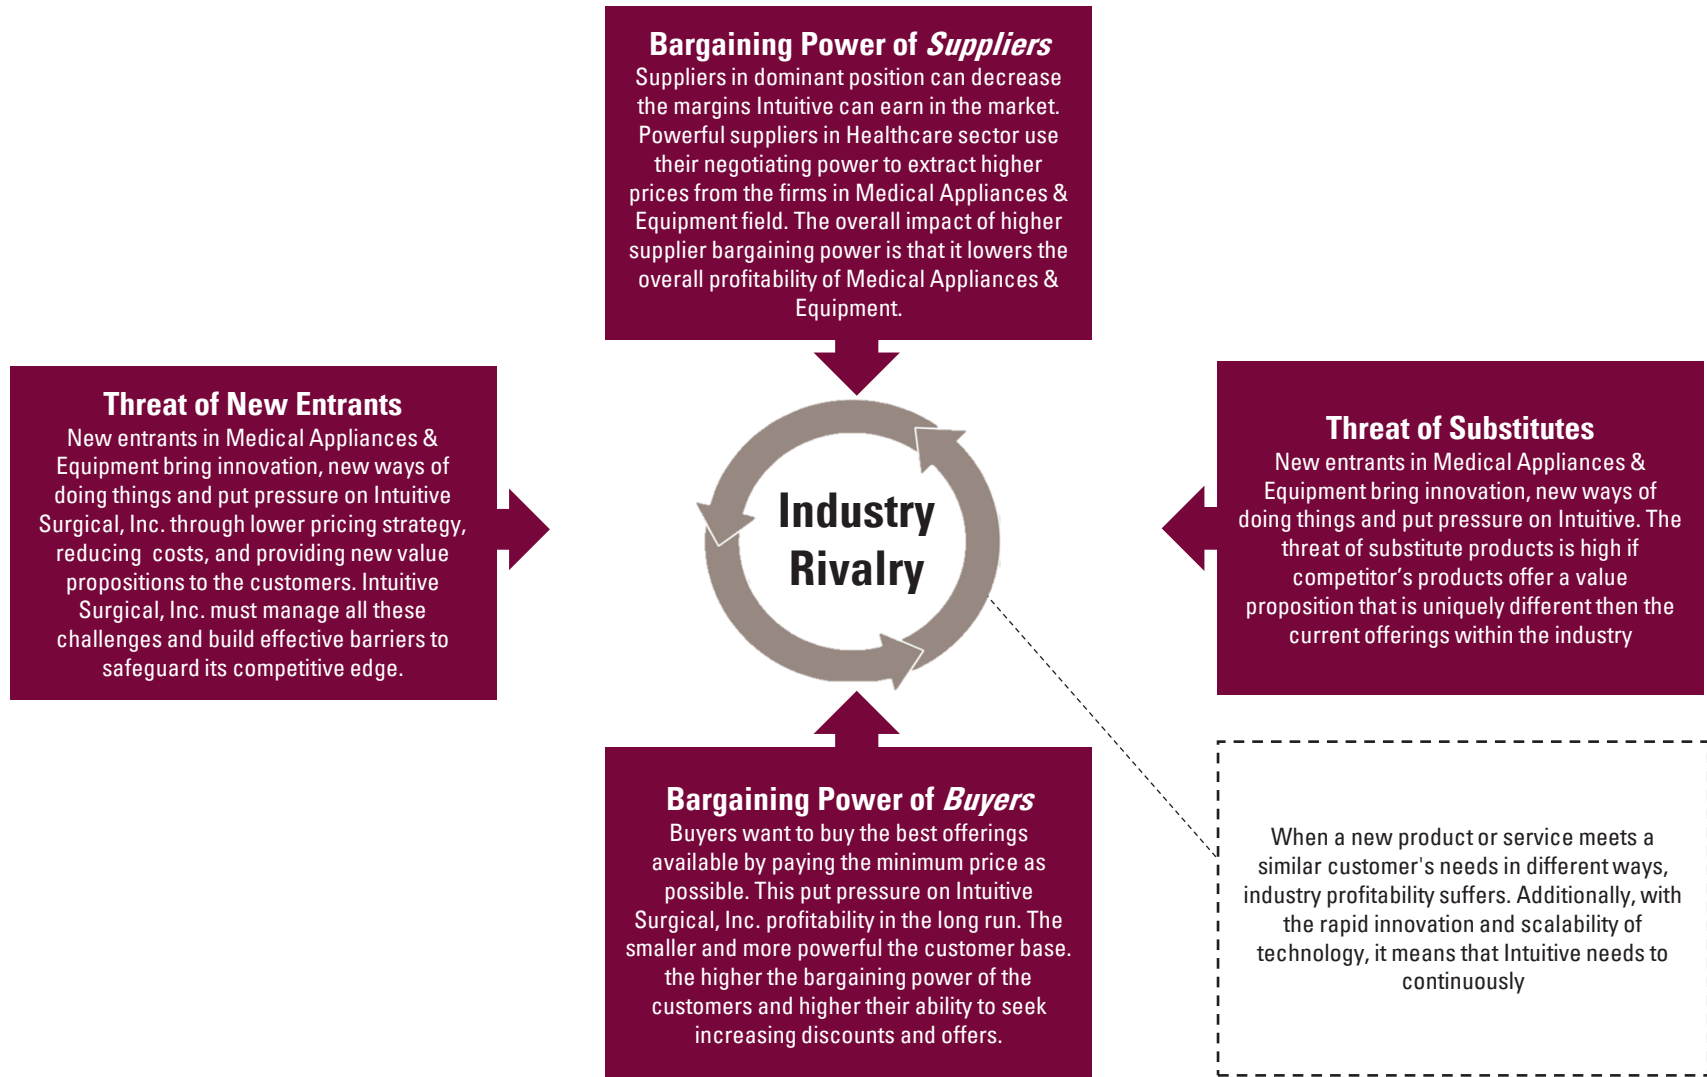 Bargaining Power of Suppliers
Suppliers in dominant position can decrease
the margins Intuitive can earn in the market.
Powerful suppliers in Healthcare sector use
their negotiating power to extract higher
prices from the firms in Medical Appliances &
Equipment field. The overall impact of higher
supplier bargaining power is that it lowers the
overall profitability of Medical Appliances &
Equipment.
Threat of New Entrants
New entrants in Medical Appliances &
Equipment bring innovation, new ways of
doing things and put pressure on Intuitive
Surgical, Inc. through lower pricing strategy,
reducing  costs, and providing new value
propositions to the customers. Intuitive
Surgical, Inc. must manage all these
challenges and build effective barriers to
safeguard its competitive edge.
Industry
Rivalry
Threat of Substitutes
New entrants in Medical Appliances &
Equipment bring innovation, new ways of
doing things and put pressure on Intuitive. The
threat of substitute products is high if
competitor’s products offer a value
proposition that is uniquely different then the
current offerings within the industry
Bargaining Power of Buyers
Buyers want to buy the best offerings
available by paying the minimum price as
possible. This put pressure on Intuitive
Surgical, Inc. profitability in the long run. The
smaller and more powerful the customer base.
the higher the bargaining power of the
customers and higher their ability to seek
increasing discounts and offers.
When a new product or service meets a
similar customer's needs in different ways,
industry profitability suffers. Additionally, with
the rapid innovation and scalability of
technology, it means that Intuitive needs to
continuously